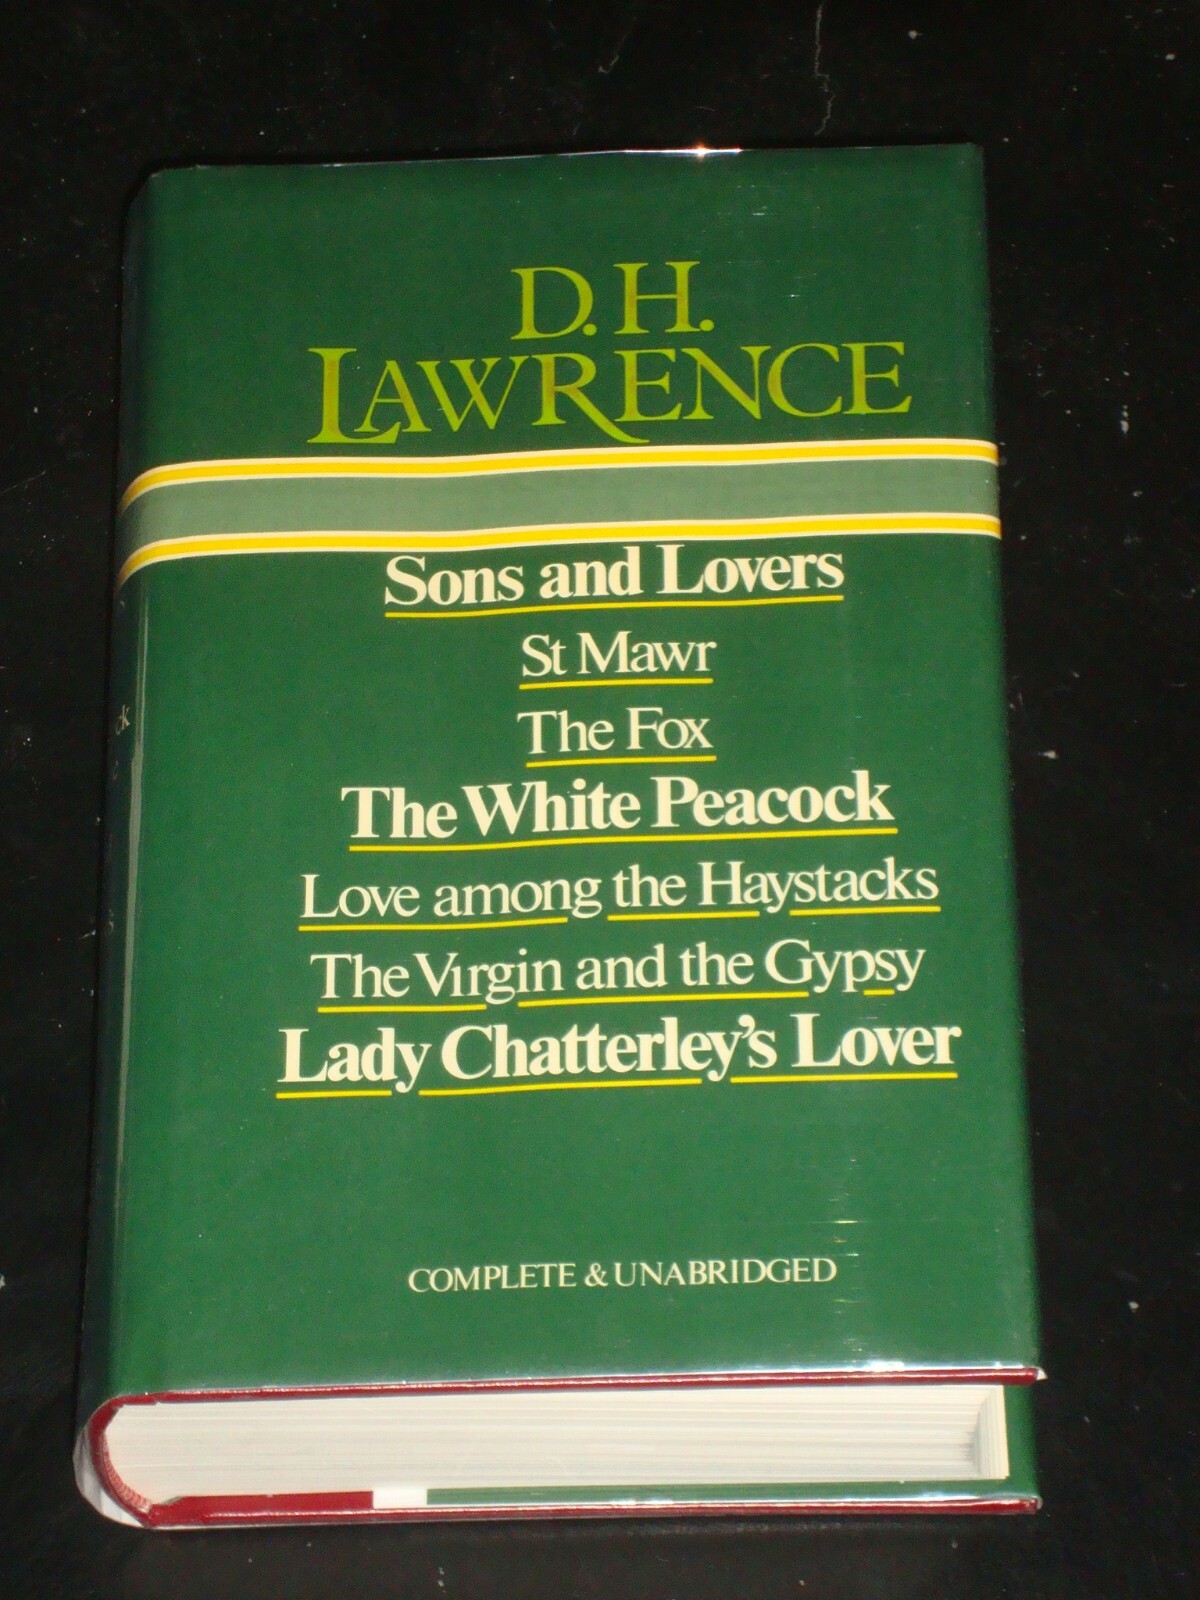 D.H.
LAWRENCE
Sons and Lovers
St Mawr
The Fox
The White Peacock
Love among the Haystacks
The Virgin and the Gypsy
Lady Chatterley's Lover
COMPLETE & UNABRIDGED